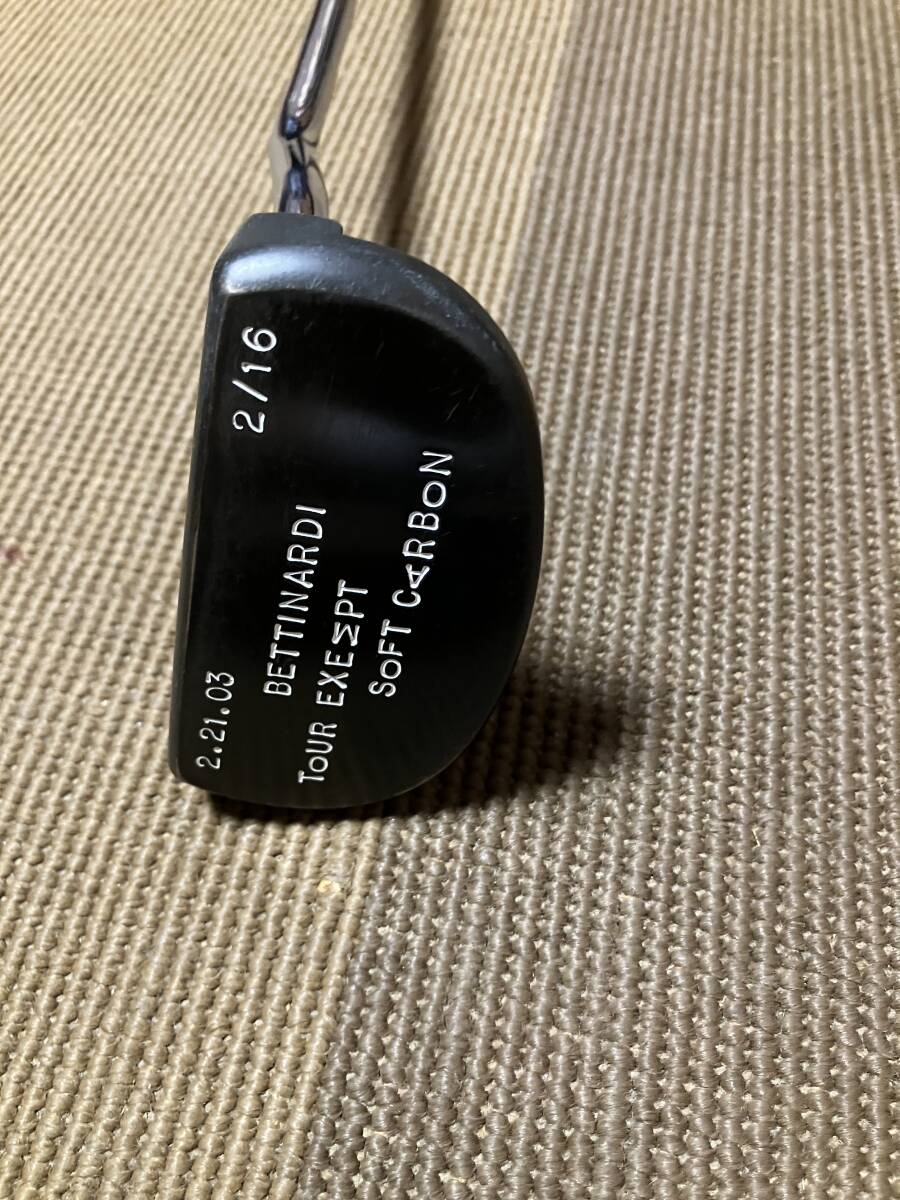 2/16
BETTINARDI
TOUR EXEMPT
SOFT CARBON
2.21.03